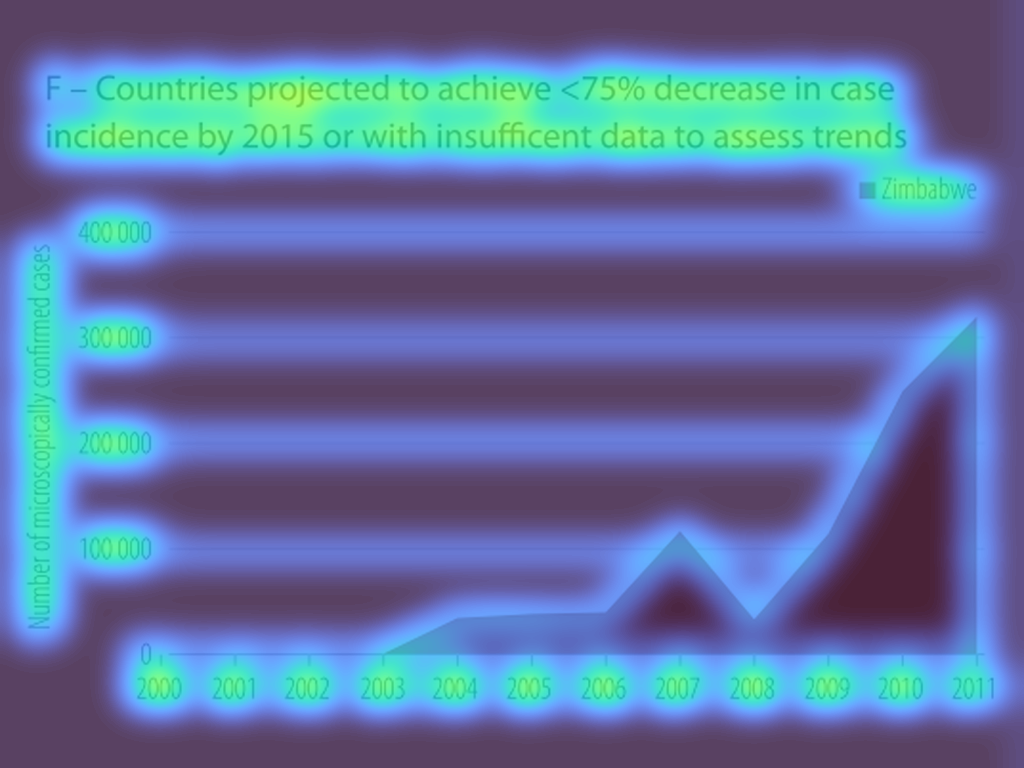 F – Countries projected to achieve <75% decrease in case
incidence by 2015 or with insufficent data to assess trends
Zimbabwe
400 000
300 000
200 000
100 000
0
Number of microscopically confirmed cases
2000 2001 2002 2003 2004 2005 2006 2007 2008 2009 2010 2011